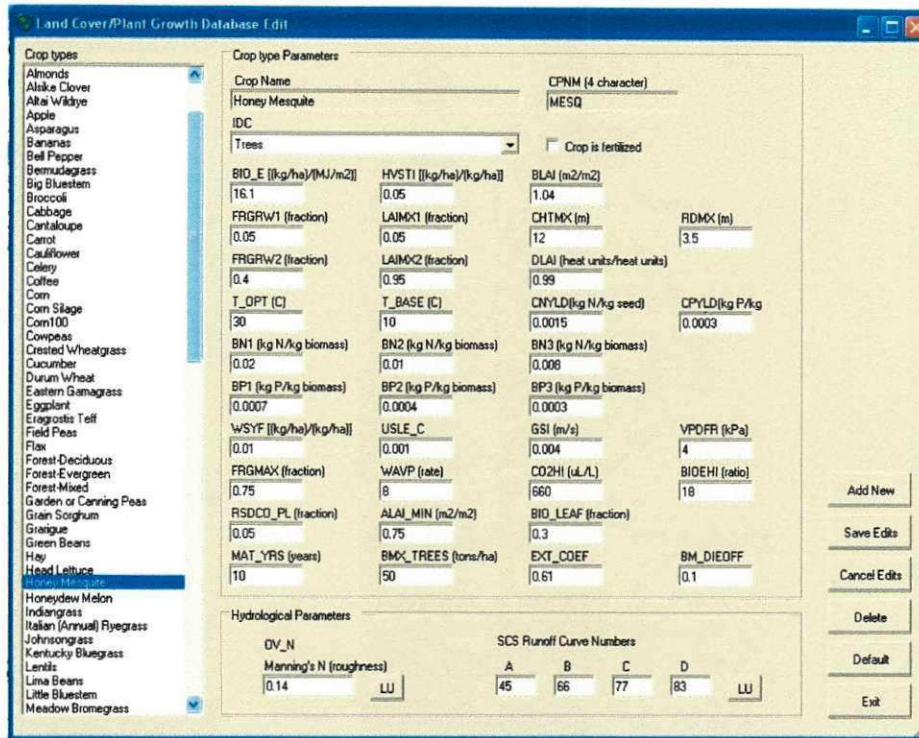 Land Cover/Plant Growth Database Edit
Crop types
Almonds
Alsike Clover
Altai Wildrye
Apple
Asparagus
Bananas
Bell Pepper
Bermudagrass
Big Bluestem
Broccoli
Cabbage
Cantaloupe
Carrot
Cauliflower
Celery
Coffee
Corn
Corn Silage
Corn100
Cowpeas
Crested Wheatgrass
Cucumber
Durum Wheat
Eastern Gamagrass
Eggplant
Eragrostis Teff
Field Peas
Flax
Forest-Deciduous
Forest-Evergreen
Forest-Mixed
Garden or Canning Peas
Grain Sorghum
Grarigue
Green Beans
Hay
Head Lettuce
Honey Mesquite
Honeydew Melon
Indiangrass
Italian (Annual) Ryegrass
Johnsongrass
Kentucky Bluegrass
Lentils
Lima Beans
Little Bluestem
Meadow Bromegrass
Crop type Parameters
Crop Name CPNM (4 character)
Honey Mesquite MESQ
IDC
Trees Crop is fertilized
BIO_E [(kg/ha)/(MJ/m2)] HVSTI [(kg/ha)/(kg/ha)] BLAI (m2/m2)
16.1 0.05 1.04
FRGRW1 (fraction) LAIMX1 (fraction) CHTMX (m) RDMX (m)
0.05 0.05 12 3.5
FRGRW2 (fraction) LAIMX2 (fraction) DLAI (heat units/heat units)
0.4 0.95 0.99
T_OPT (C) T_BASE (C) CNYLD(kg N/kg seed) CPYLD(kg P/kg
30 10 0.0015 0.0003
BN1 (kg N/kg biomass) BN2 (kg N/kg biomass) BN3 (kg N/kg biomass)
0.02 0.01 0.008
BP1 (kg P/kg biomass) BP2 (kg P/kg biomass) BP3 (kg P/kg biomass)
0.0007 0.0004 0.0003
WSYF [(kg/ha)/(kg/ha)] USLE_C GSI (m/s) VPDFR (kPa)
0.01 0.001 0.004 4
FRGMAX (fraction) WAVP (rate) CO2HI (uL/L) BIOEHI (ratio)
0.75 8 660 18
RSDCO_PL (fraction) ALAI_MIN (m2/m2) BIO_LEAF (fraction)
0.05 0.75 0.3
MAT_YRS (years) BMX_TREES (tons/ha) EXT_COEF BM_DIEOFF
10 50 0.61 0.1
Hydrological Parameters
OV_N SCS Runoff Curve Numbers
Manning's N (roughness) A B C D
0.14 LU 45 66 77 83 LU
Add New
Save Edits
Cancel Edits
Delete
Default
Exit